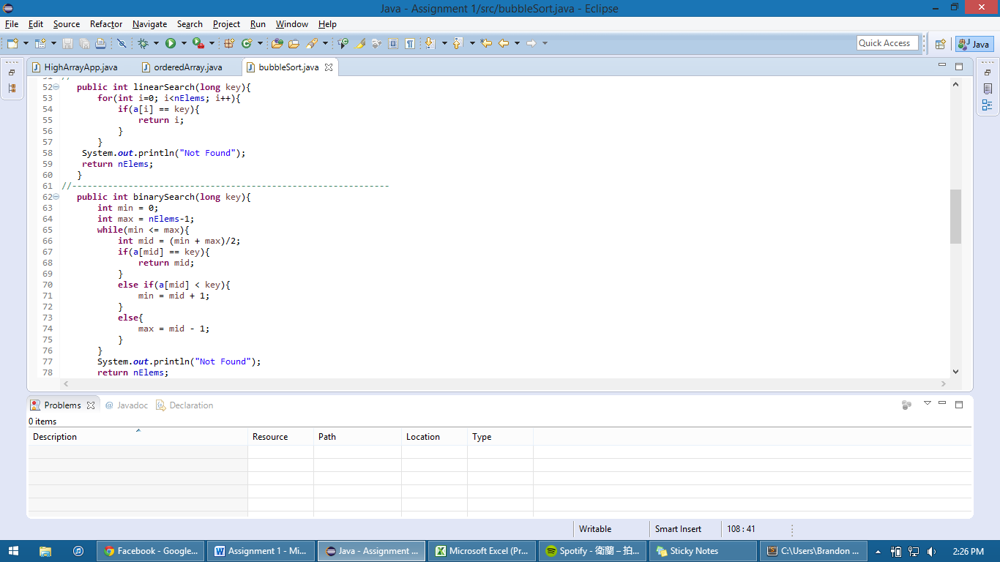 Java - Assignment 1/src/bubbleSort.java - Eclipse
File Edit Source Refactor Navigate Search Project Run Window Help
Quick Access Java
HighArrayApp.java orderedArray.java bubbleSort.java
51 //
52 public int linearSearch(long key){
53 for(int i=0; i<nElems; i++){
54 if(a[i] == key){
55 return i;
56 }
57 }
58 System.out.println("Not Found");
59 return nElems;
60 }
61 //--------------------------------------------------------------
62 public int binarySearch(long key){
63 int min = 0;
64 int max = nElems-1;
65 while(min <= max){
66 int mid = (min + max)/2;
67 if(a[mid] == key){
68 return mid;
69 }
70 else if(a[mid] < key){
71 min = mid + 1;
72 }
73 else{
74 max = mid - 1;
75 }
76 }
77 System.out.println("Not Found");
78 return nElems;
Problems @ Javadoc Declaration
0 items
Description Resource Path Location Type
Writable Smart Insert 108 : 41
Facebook - Google... Assignment 1 - Mi... Java - Assignment ... Microsoft Excel (Pr... Spotify - 衛蘭 – 拍... Sticky Notes C:\Users\Brandon ... 2:26 PM